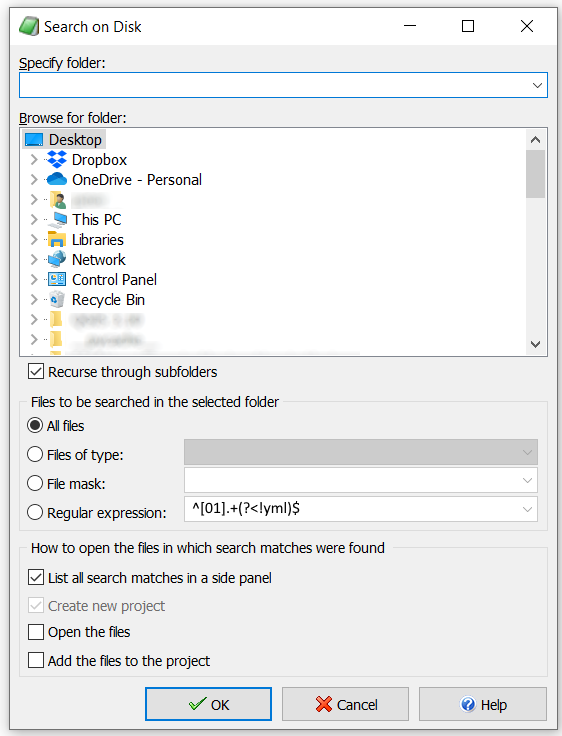 Search on Disk
Specify folder:
Browse for folder:
Desktop
Dropbox
OneDrive - Personal
This PC
Libraries
Network
Control Panel
Recycle Bin
Recurse through subfolders
Files to be searched in the selected folder
All files
Files of type:
File mask:
Regular expression: ^[01].+(?<!yml)$
How to open the files in which search matches were found
List all search matches in a side panel
Create new project
Open the files
Add the files to the project
OK Cancel Help